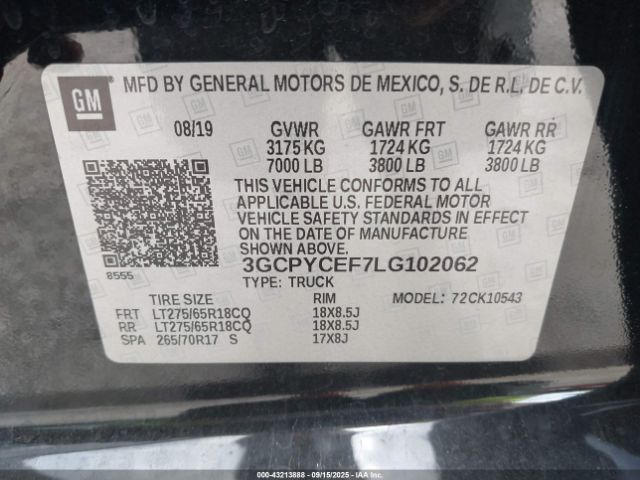 GM MFD BY GENERAL MOTORS DE MEXICO, S. DE R.L. DE C.V.
08/19 GVWR GAWR FRT GAWR RR
3175 KG 1724 KG 1724 KG
7000 LB 3800 LB 3800 LB
THIS VEHICLE CONFORMS TO ALL
APPLICABLE U.S. FEDERAL MOTOR
VEHICLE SAFETY STANDARDS IN EFFECT
ON THE DATE OF MANUFACTURE
SHOWN ABOVE.
8555 3GCPYCEF7LG102062
TYPE: TRUCK
TIRE SIZE RIM MODEL: 72CK10543
FRT LT275/65R18CQ 18X8.5J
RR LT275/65R18CQ 18X8.5J
SPA 265/70R17 S 17X8J
000-43213888 - 09/15/2025 - IAAI.COM